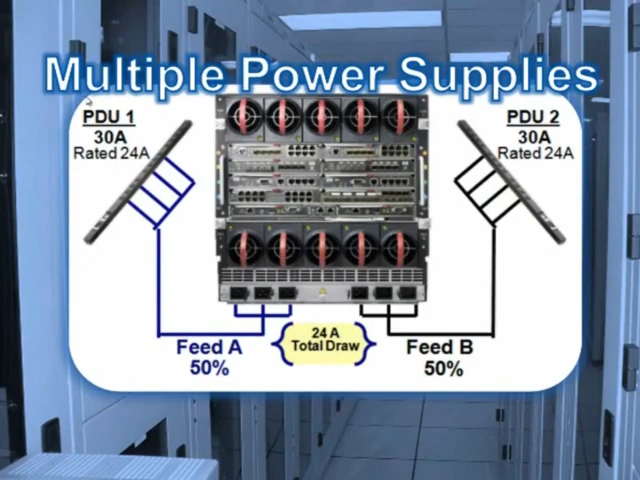 Multiple Power Supplies
PDU 1
30A
Rated 24A
PDU 2
30A
Rated 24A
24 A
Total Draw
Feed A
50%
Feed B
50%